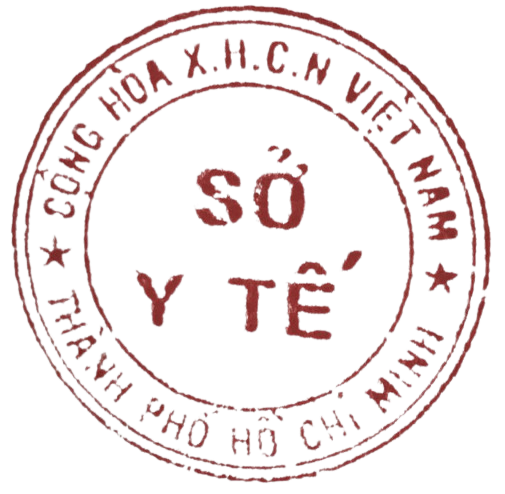 CỘNG HÒA X.H.C.N VIỆT NAM
SỞ
Y TẾ
★ THÀNH PHỐ HỒ CHÍ MINH ★